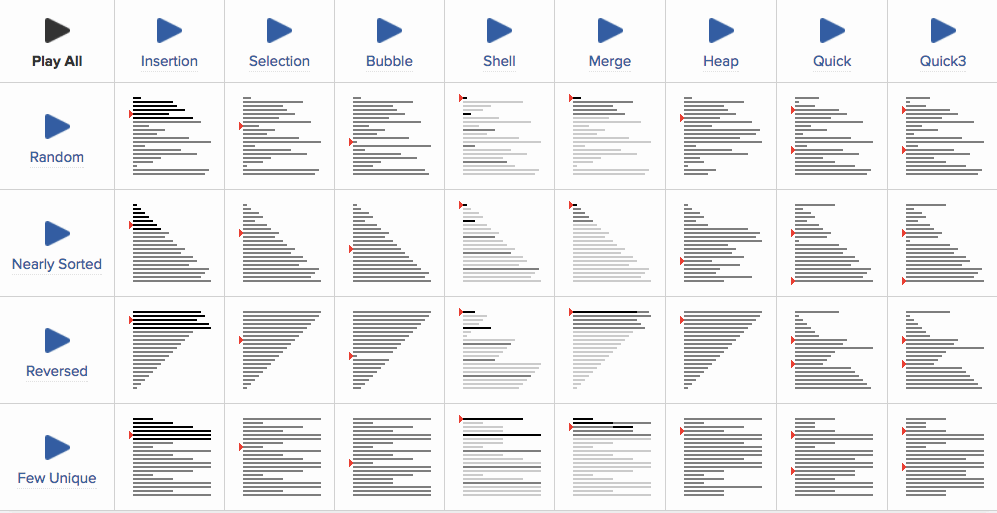 Play All
Insertion
Selection
Bubble
Shell
Merge
Heap
Quick
Quick3
Random
Nearly Sorted
Reversed
Few Unique